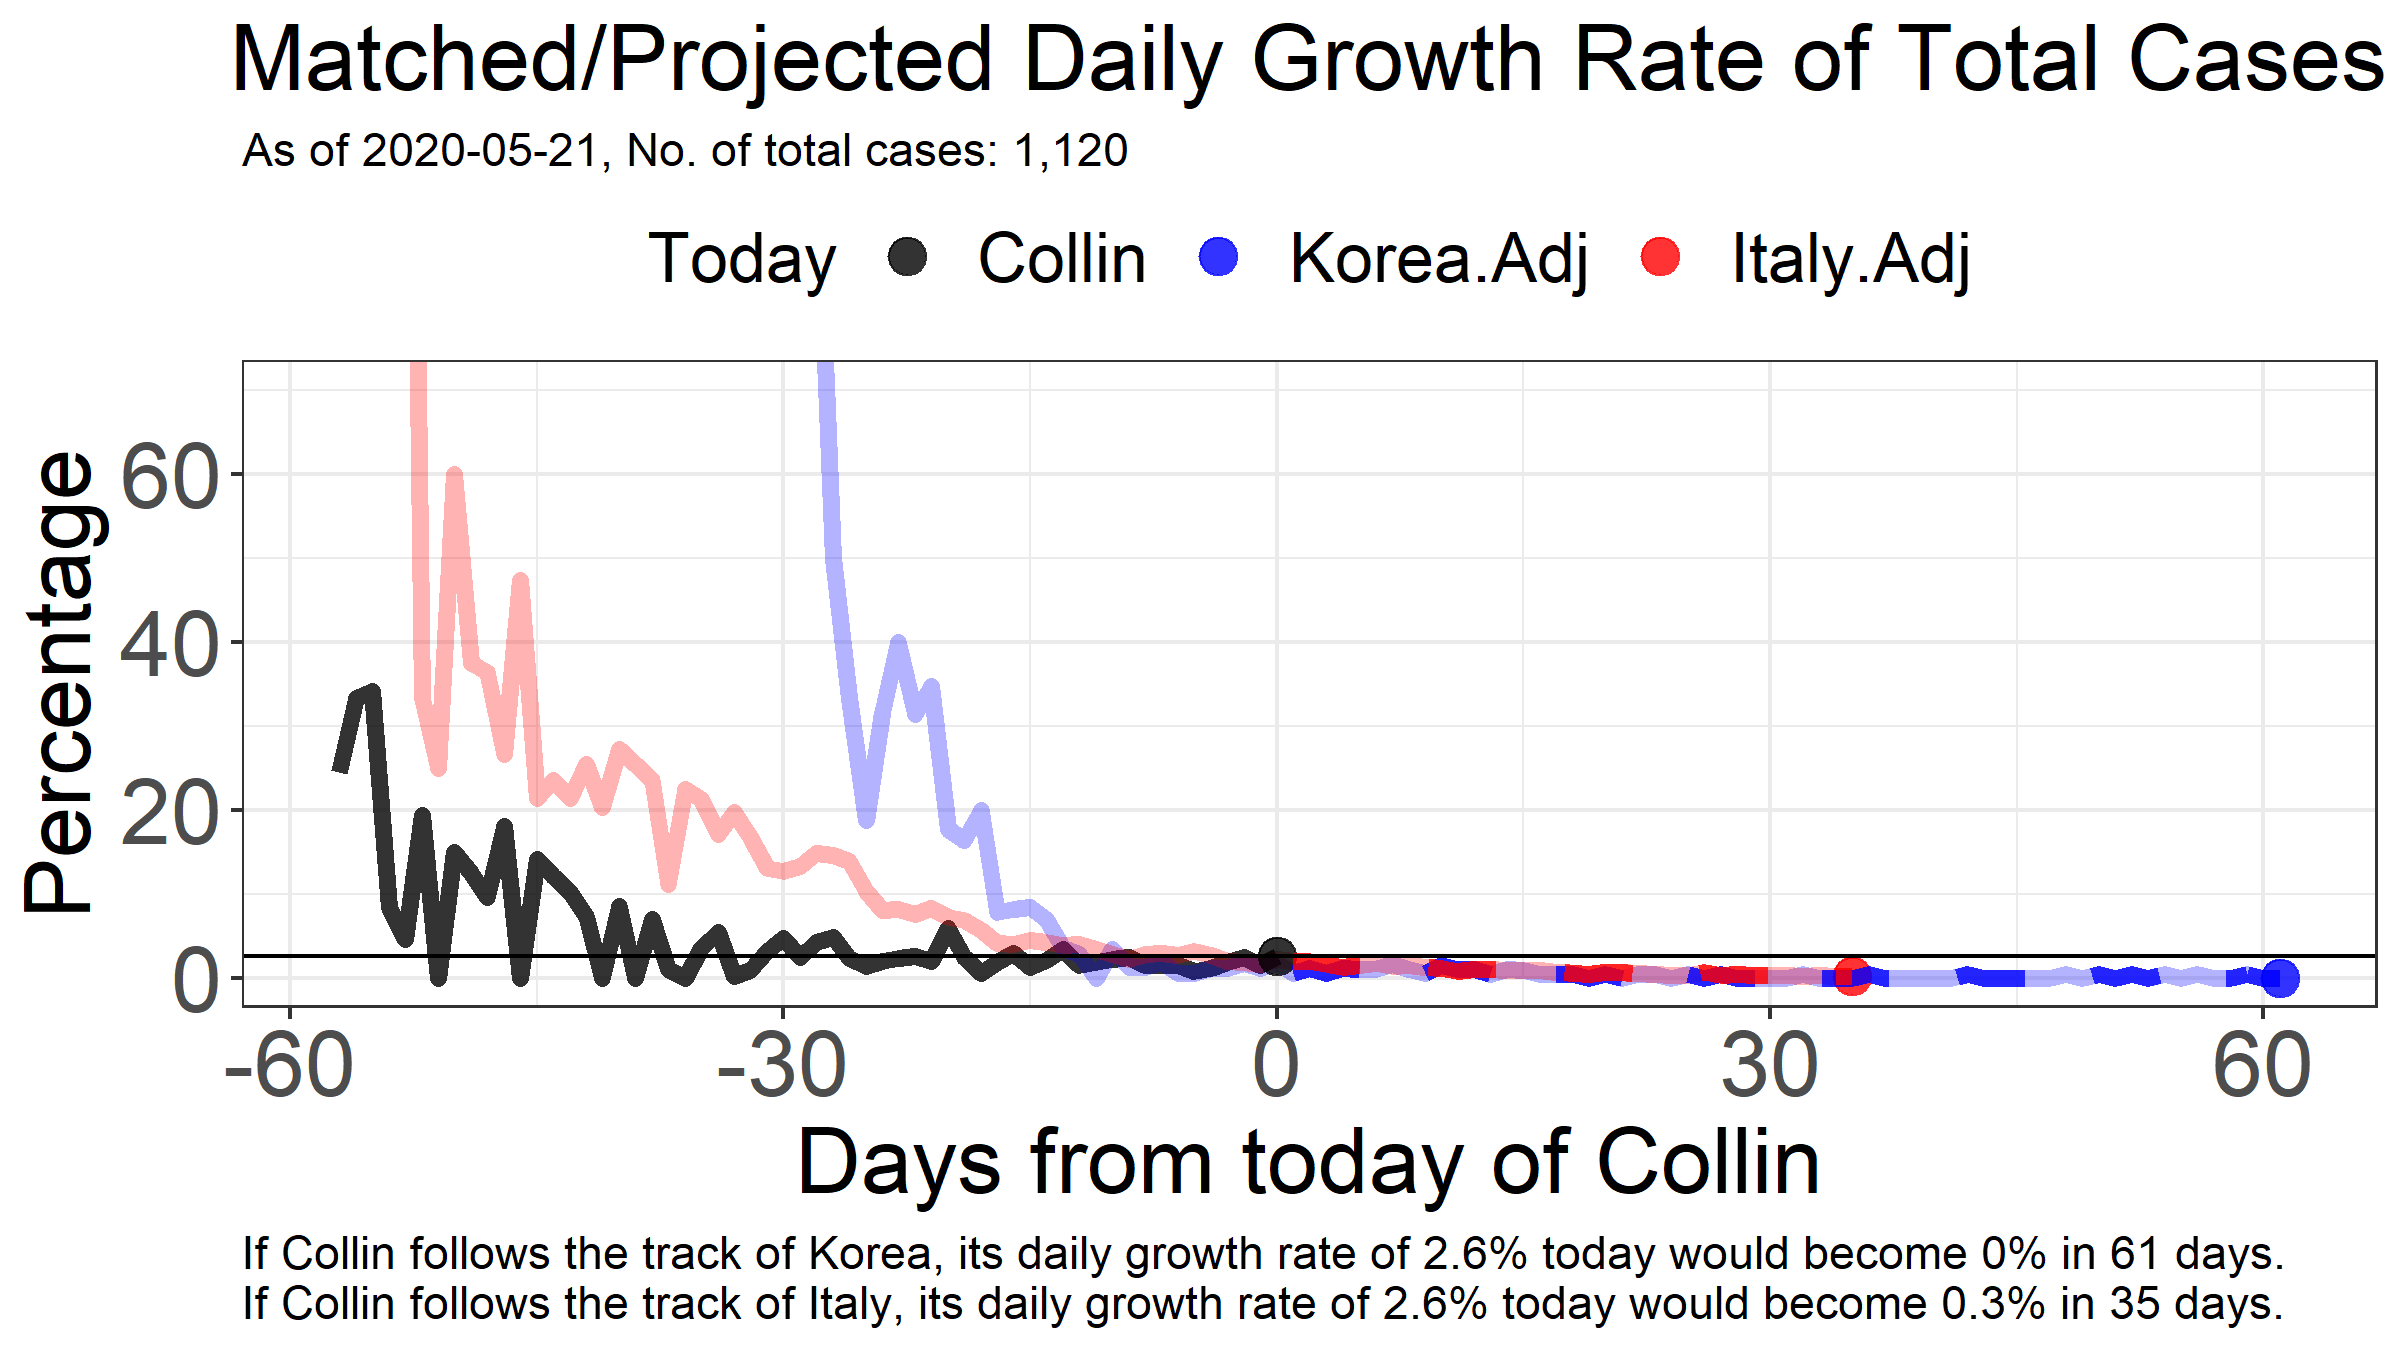 Matched/Projected Daily Growth Rate of Total Cases
As of 2020-05-21, No. of total cases: 1,120
Today Collin Korea.Adj Italy.Adj
Percentage
60
40
20
0
-60 -30 0 30 60
Days from today of Collin
If Collin follows the track of Korea, its daily growth rate of 2.6% today would become 0% in 61 days.
If Collin follows the track of Italy, its daily growth rate of 2.6% today would become 0.3% in 35 days.